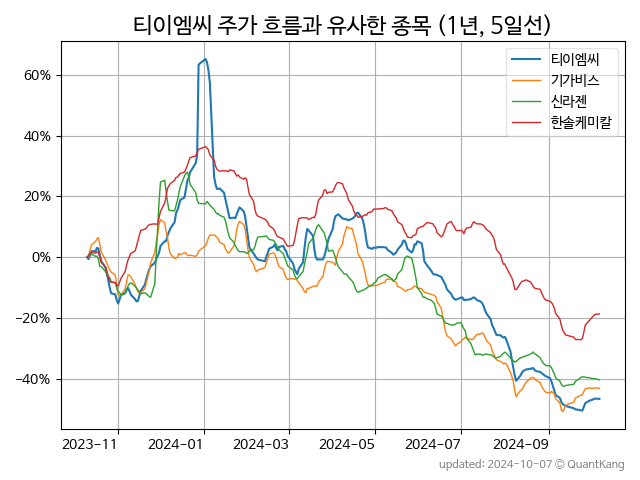 티이엠씨 주가 흐름과 유사한 종목 (1년, 5일선)
티이엠씨
기가비스
신라젠
한솔케미칼
60%
40%
20%
0%
−20%
−40%
2023-11 2024-01 2024-03 2024-05 2024-07 2024-09
updated: 2024-10-07 © QuantKang